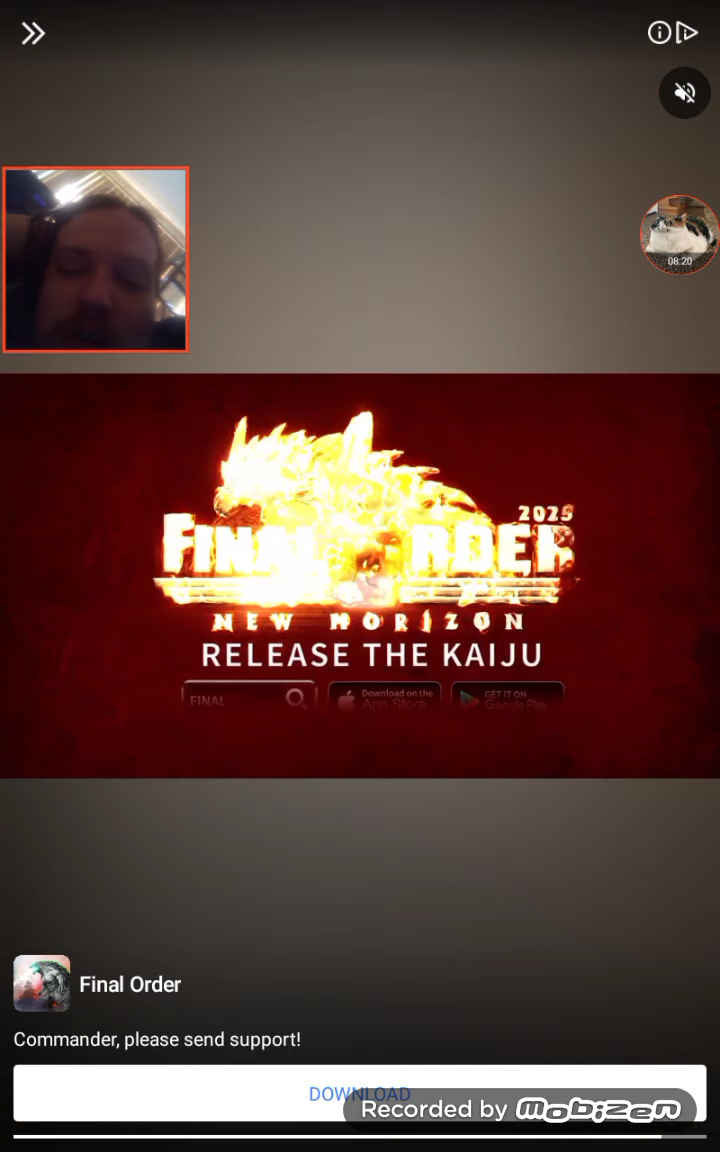 08:20
2025
FINAL ORDER
NEW HORIZON
RELEASE THE KAIJU
FINAL
Download on the
App Store
GET IT ON
Google Play
Final Order
Commander, please send support!
DOWNLOAD
Recorded by mobizen